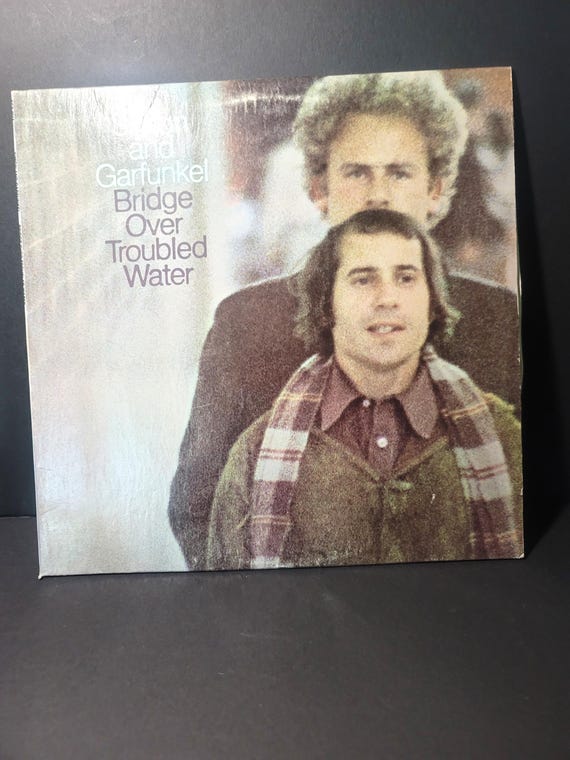 and
Garfunkel
Bridge
Over
Troubled
Water